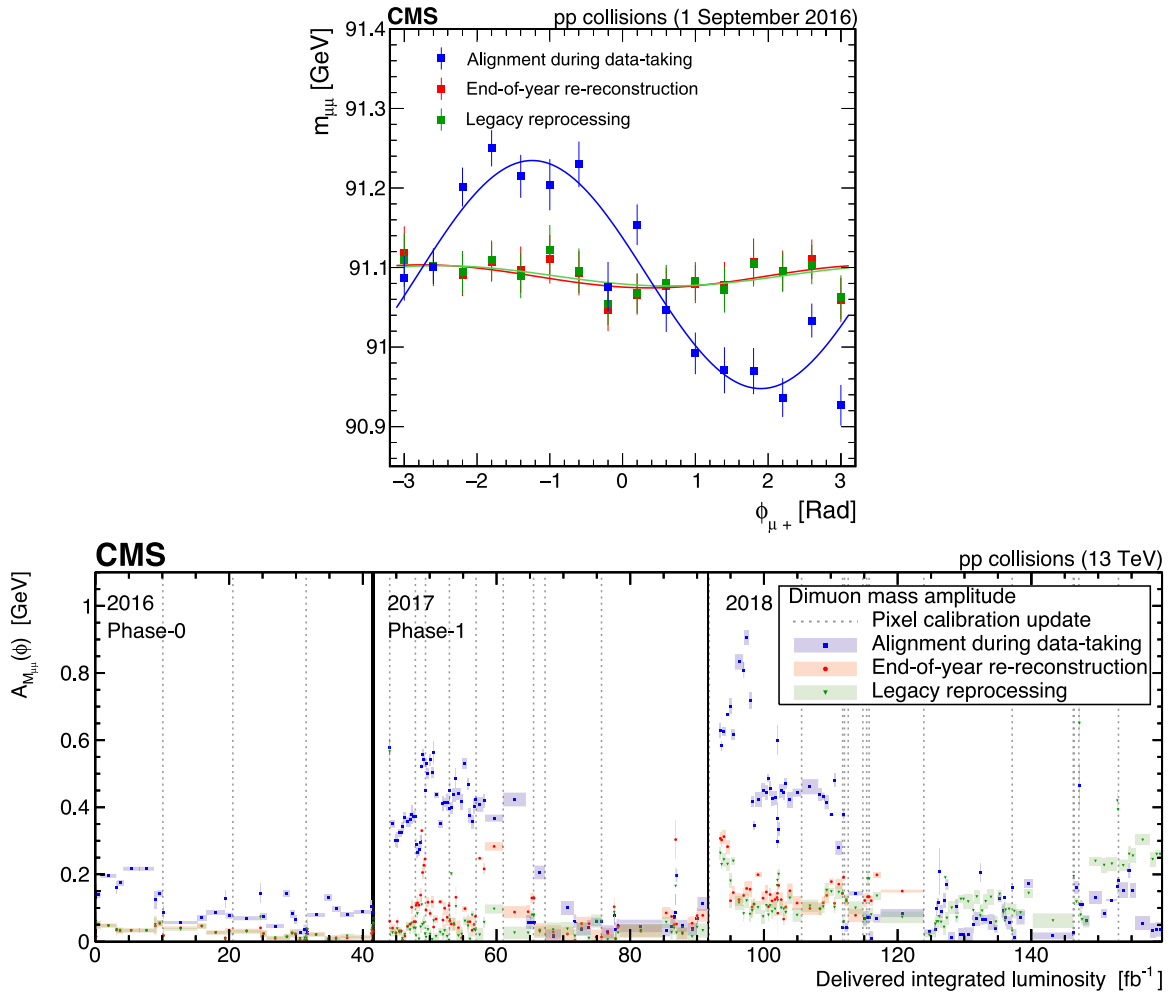 CMS pp collisions (1 September 2016)
91.4
91.3
91.2
91.1
91
90.9
m_μμ [GeV]
Alignment during data-taking
End-of-year re-reconstruction
Legacy reprocessing
−3 −2 −1 0 1 2 3
ϕ_μ+ [Rad]
CMS pp collisions (13 TeV)
A_M_μμ(ϕ) [GeV]
1
0.8
0.6
0.4
0.2
0
2016
Phase-0
2017
Phase-1
2018
Dimuon mass amplitude
Pixel calibration update
Alignment during data-taking
End-of-year re-reconstruction
Legacy reprocessing
0 20 40 60 80 100 120 140
Delivered integrated luminosity [fb⁻¹]